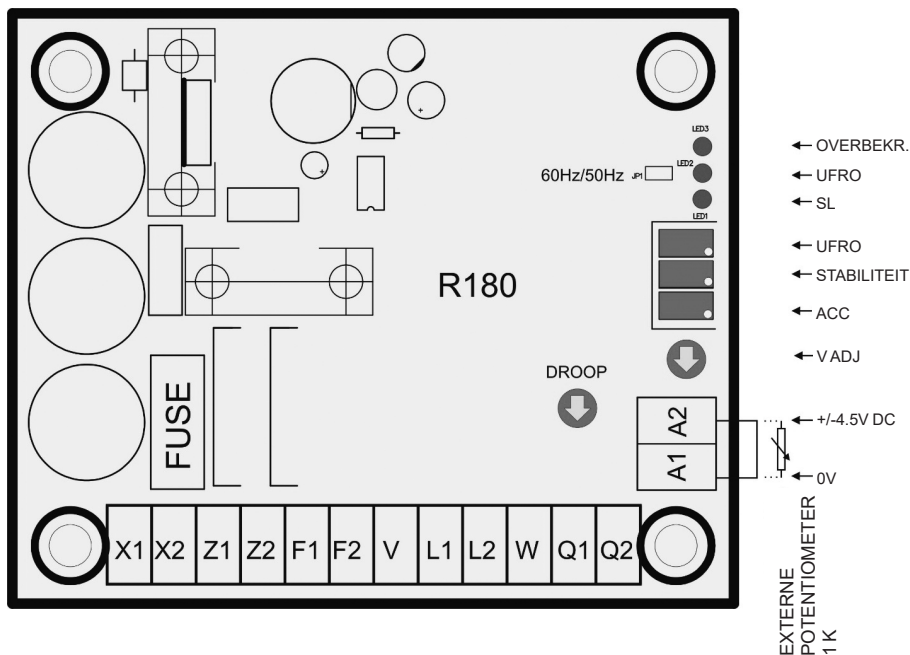 LED3
OVERBEKR.
60Hz/50Hz JP1 LED2
UFRO
SL
LED1
UFRO
STABILITEIT
R180
ACC
V ADJ
DROOP
FUSE
A2
+/-4.5V DC
A1
0V
X1 X2 Z1 Z2 F1 F2 V L1 L2 W Q1 Q2
EXTERNE
POTENTIOMETER
1 K
+
+